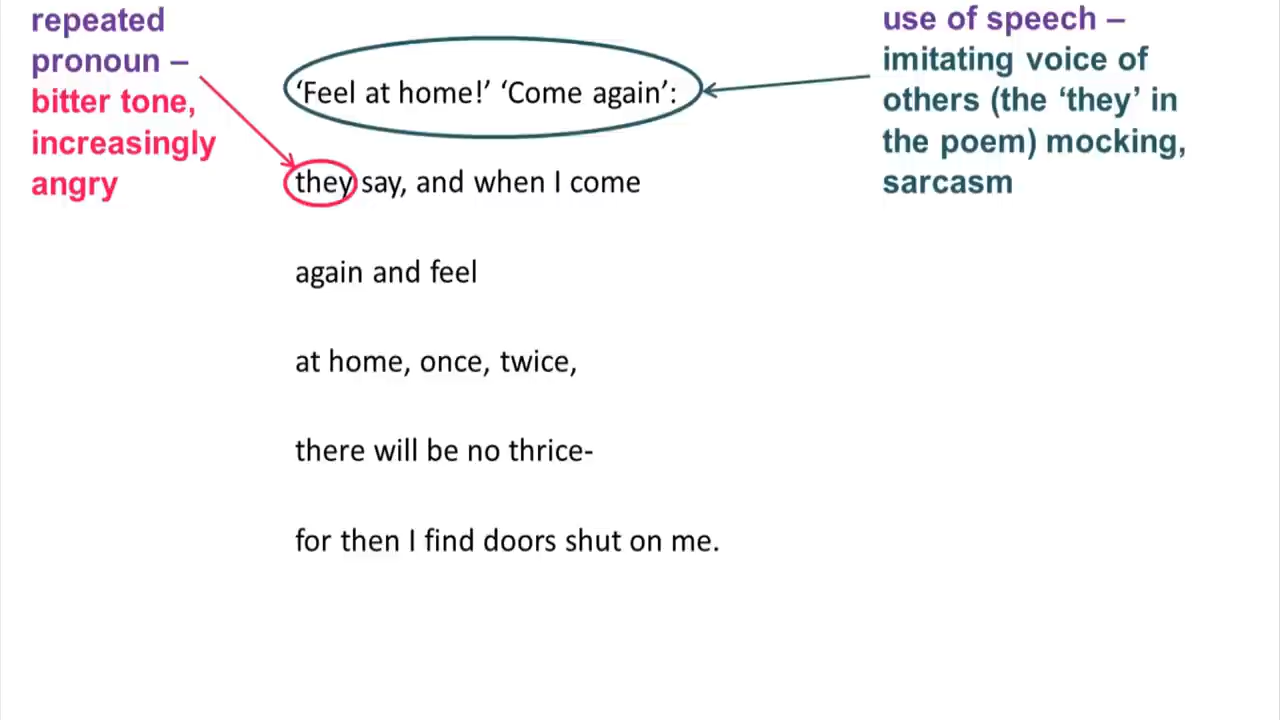 repeated
pronoun –
bitter tone,
increasingly
angry
‘Feel at home!’ ‘Come again’:
they say, and when I come
again and feel
at home, once, twice,
there will be no thrice-
for then I find doors shut on me.
use of speech –
imitating voice of
others (the ‘they’ in
the poem) mocking,
sarcasm